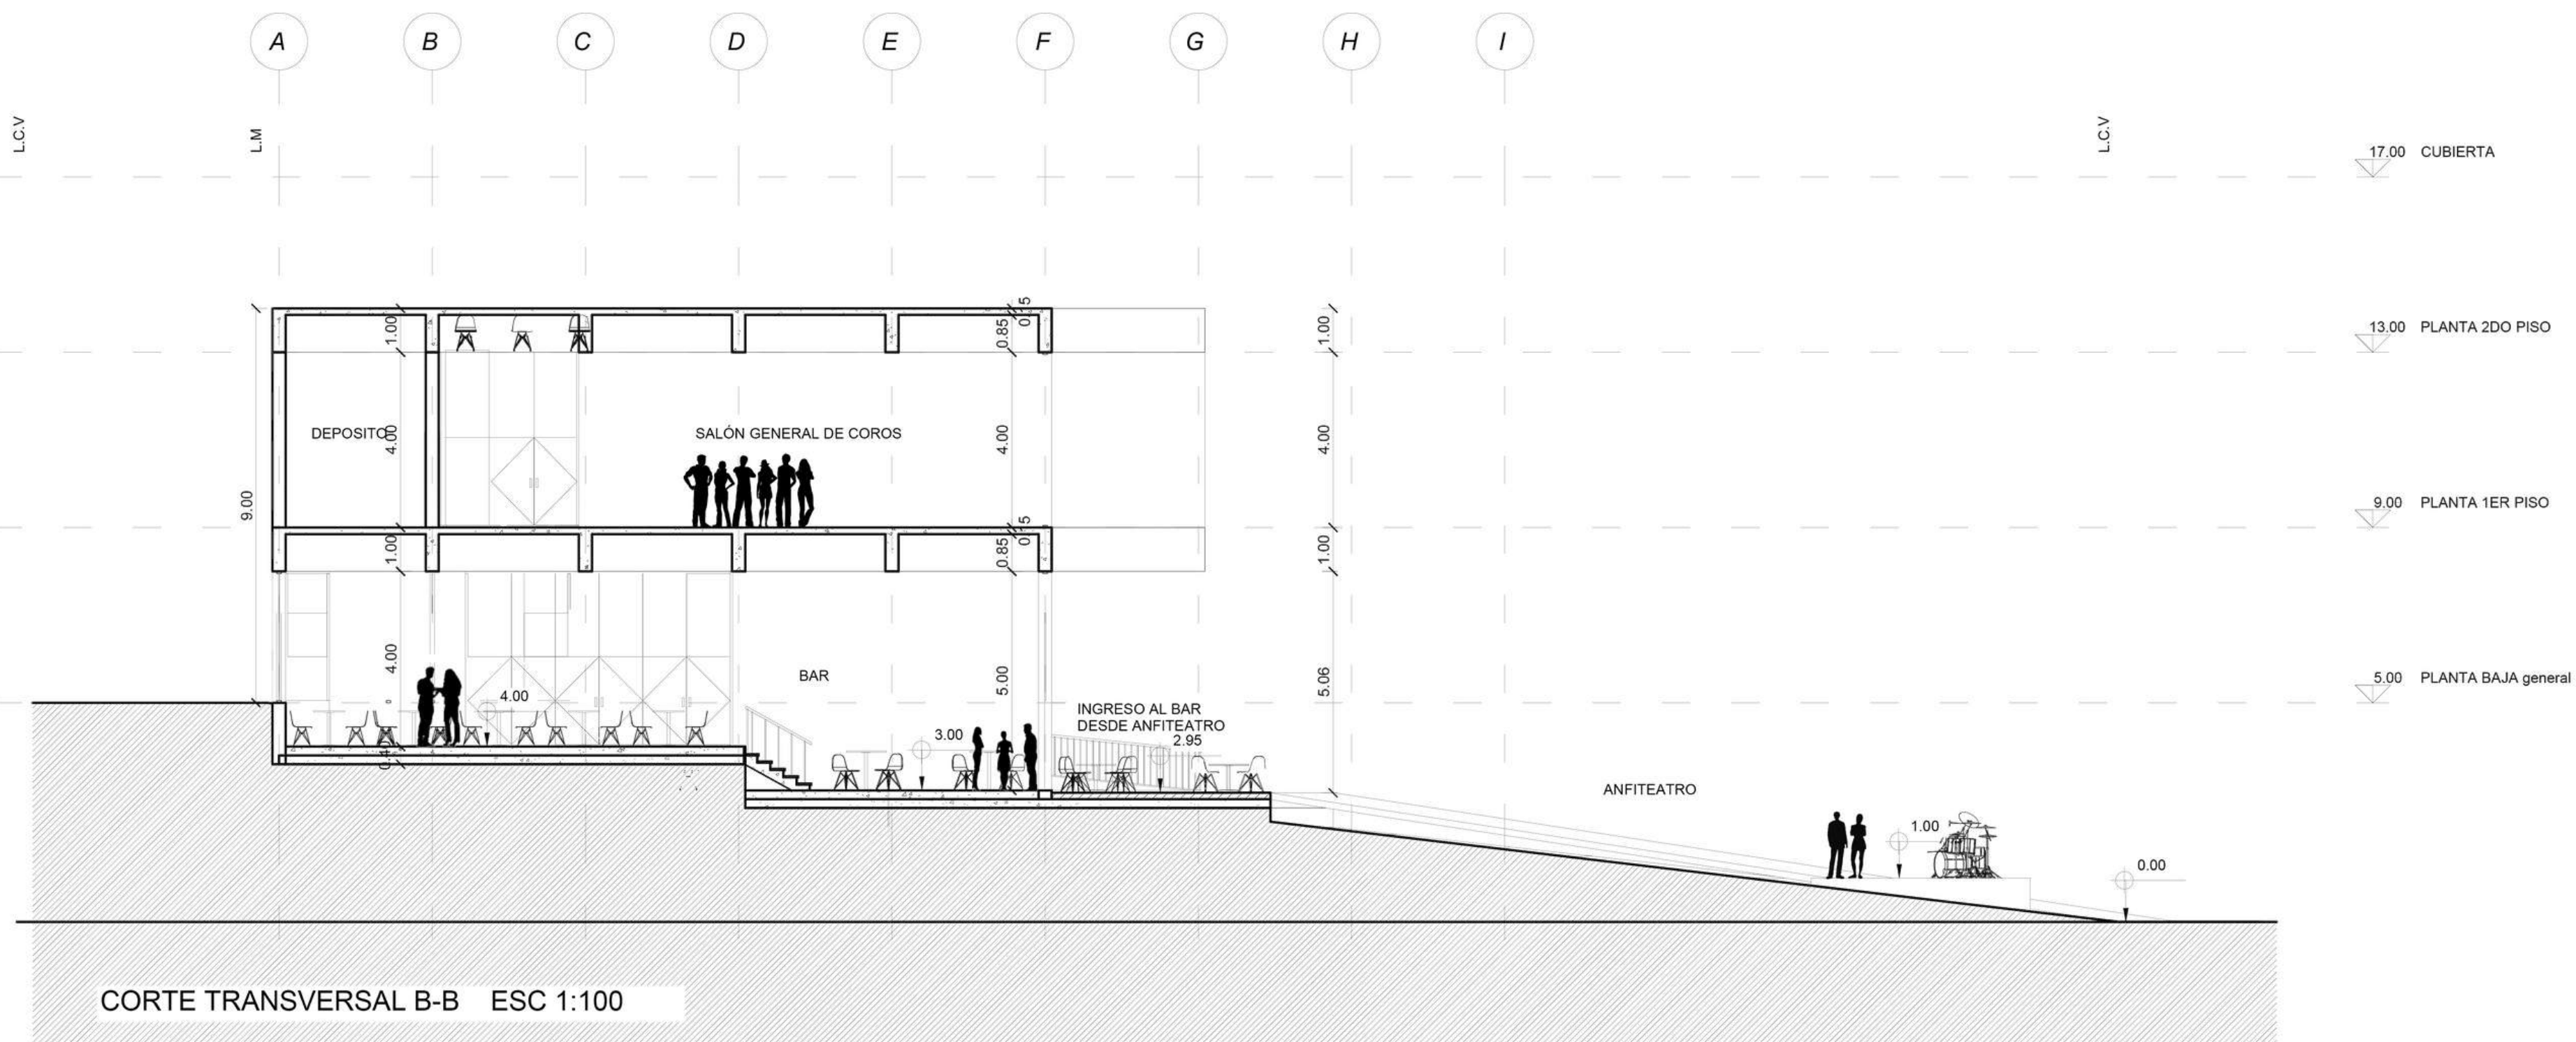 A B C D E F G H I
L.C.V
L.M
L.C.V
17.00 CUBIERTA
13.00 PLANTA 2DO PISO
9.00 PLANTA 1ER PISO
5.00 PLANTA BAJA general
1.00
0.85
1.00
DEPOSITO
4.00
SALÓN GENERAL DE COROS
4.00
4.00
9.00
1.00
0.85
1.00
4.00
BAR
5.00
5.06
4.00
INGRESO AL BAR
DESDE ANFITEATRO
3.00
2.95
0.40
ANFITEATRO
1.00
0.00
CORTE TRANSVERSAL B-B ESC 1:100